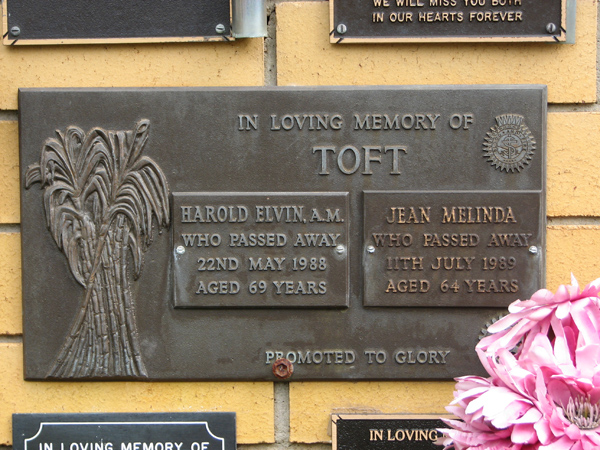 WE WILL MISS YOU BOTH
IN OUR HEARTS FOREVER
IN LOVING MEMORY OF
TOFT
HAROLD ELVIN, A.M.
WHO PASSED AWAY
22ND MAY 1988
AGED 69 YEARS
JEAN MELINDA
WHO PASSED AWAY
11TH JULY 1989
AGED 64 YEARS
PROMOTED TO GLORY
IN LOVING MEMORY OF
IN LOVING